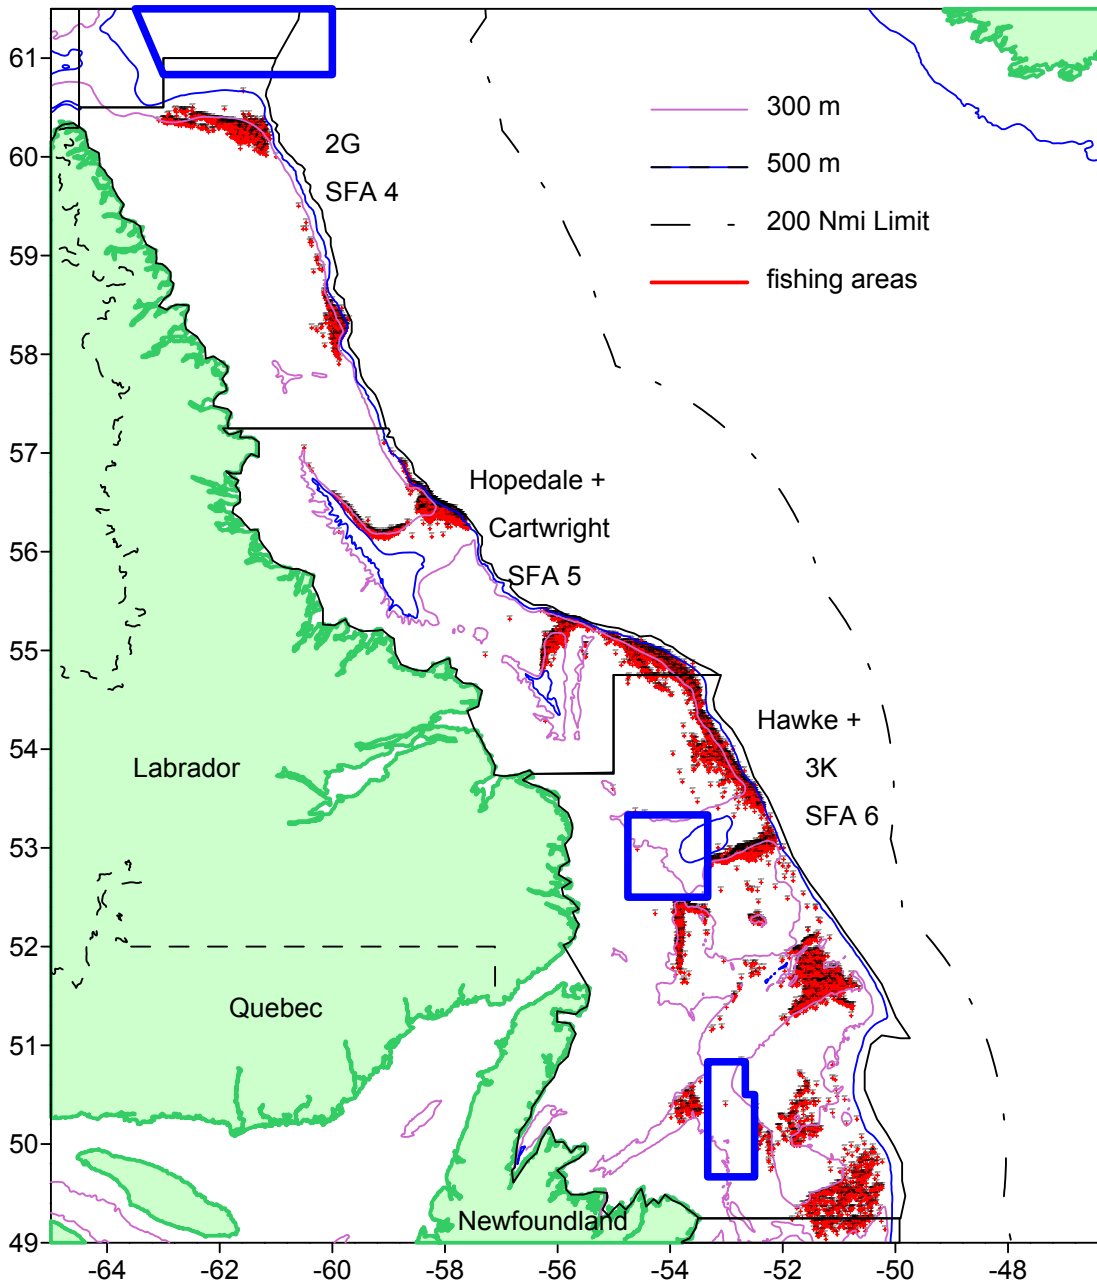 61
60
59
58
57
56
55
54
53
52
51
50
49
300 m
500 m
200 Nmi Limit
fishing areas
2G
SFA 4
Hopedale +
Cartwright
SFA 5
Hawke +
3K
SFA 6
Labrador
Quebec
Newfoundland
-64
-62
-60
-58
-56
-54
-52
-50
-48